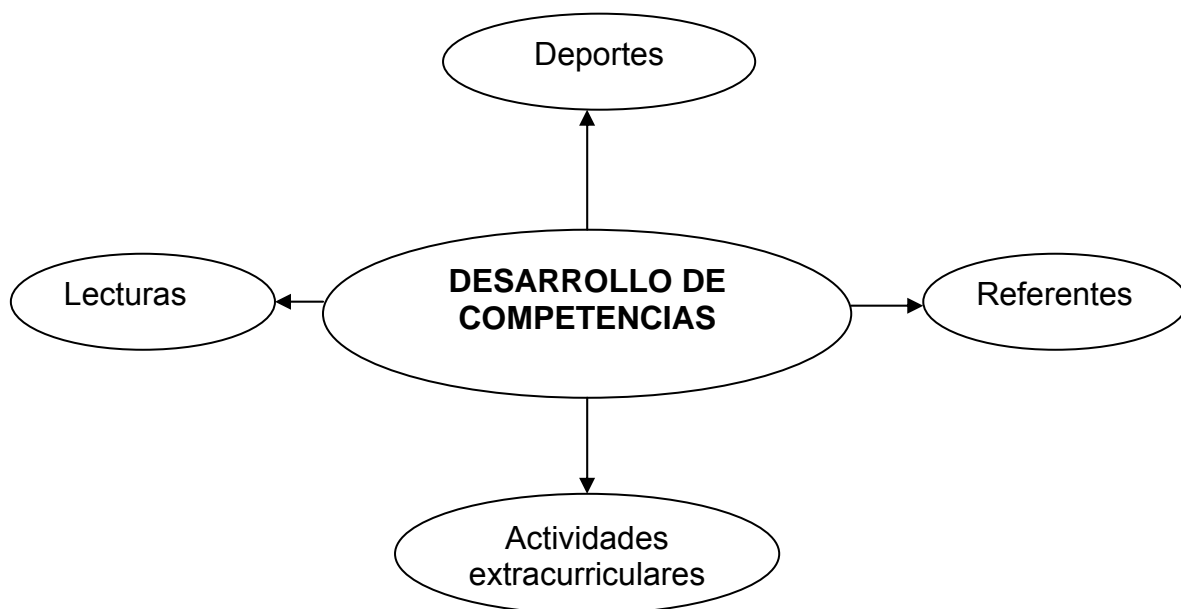 Deportes
Lecturas
DESARROLLO DE
COMPETENCIAS
Referentes
Actividades
extracurriculares